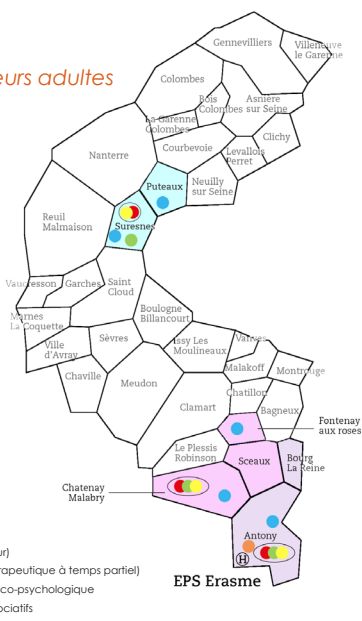 Gennevilliers
Villeneuve
le Garenne
eurs adultes
Colombes
Bois
Colombes
Asnière
sur Seine
La Garenne
Colombes
Clichy
Courbevoie
Levallois
Perret
Nanterre
Puteaux
Neuilly
sur Seine
Reuil
Malmaison
Suresnes
Vaucresson
Garches
Saint
Cloud
Marnes
La Coquette
Boulogne
Billancourt
Ville
d'Avray
Sèvres
Issy Les
Moulineaux
Vanves
Malakoff
Montrouge
Chaville
Meudon
Chatillon
Clamart
Bagneux
Fontenay
aux roses
Le Plessis
Robinson
Sceaux
Bourg
La Reine
Chatenay
Malabry
Antony
H
EPS Erasme
ur)
rapeutique à temps partiel)
co-psychologique
ociatifs